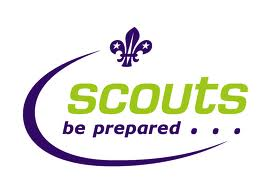 scouts
be prepared . . .